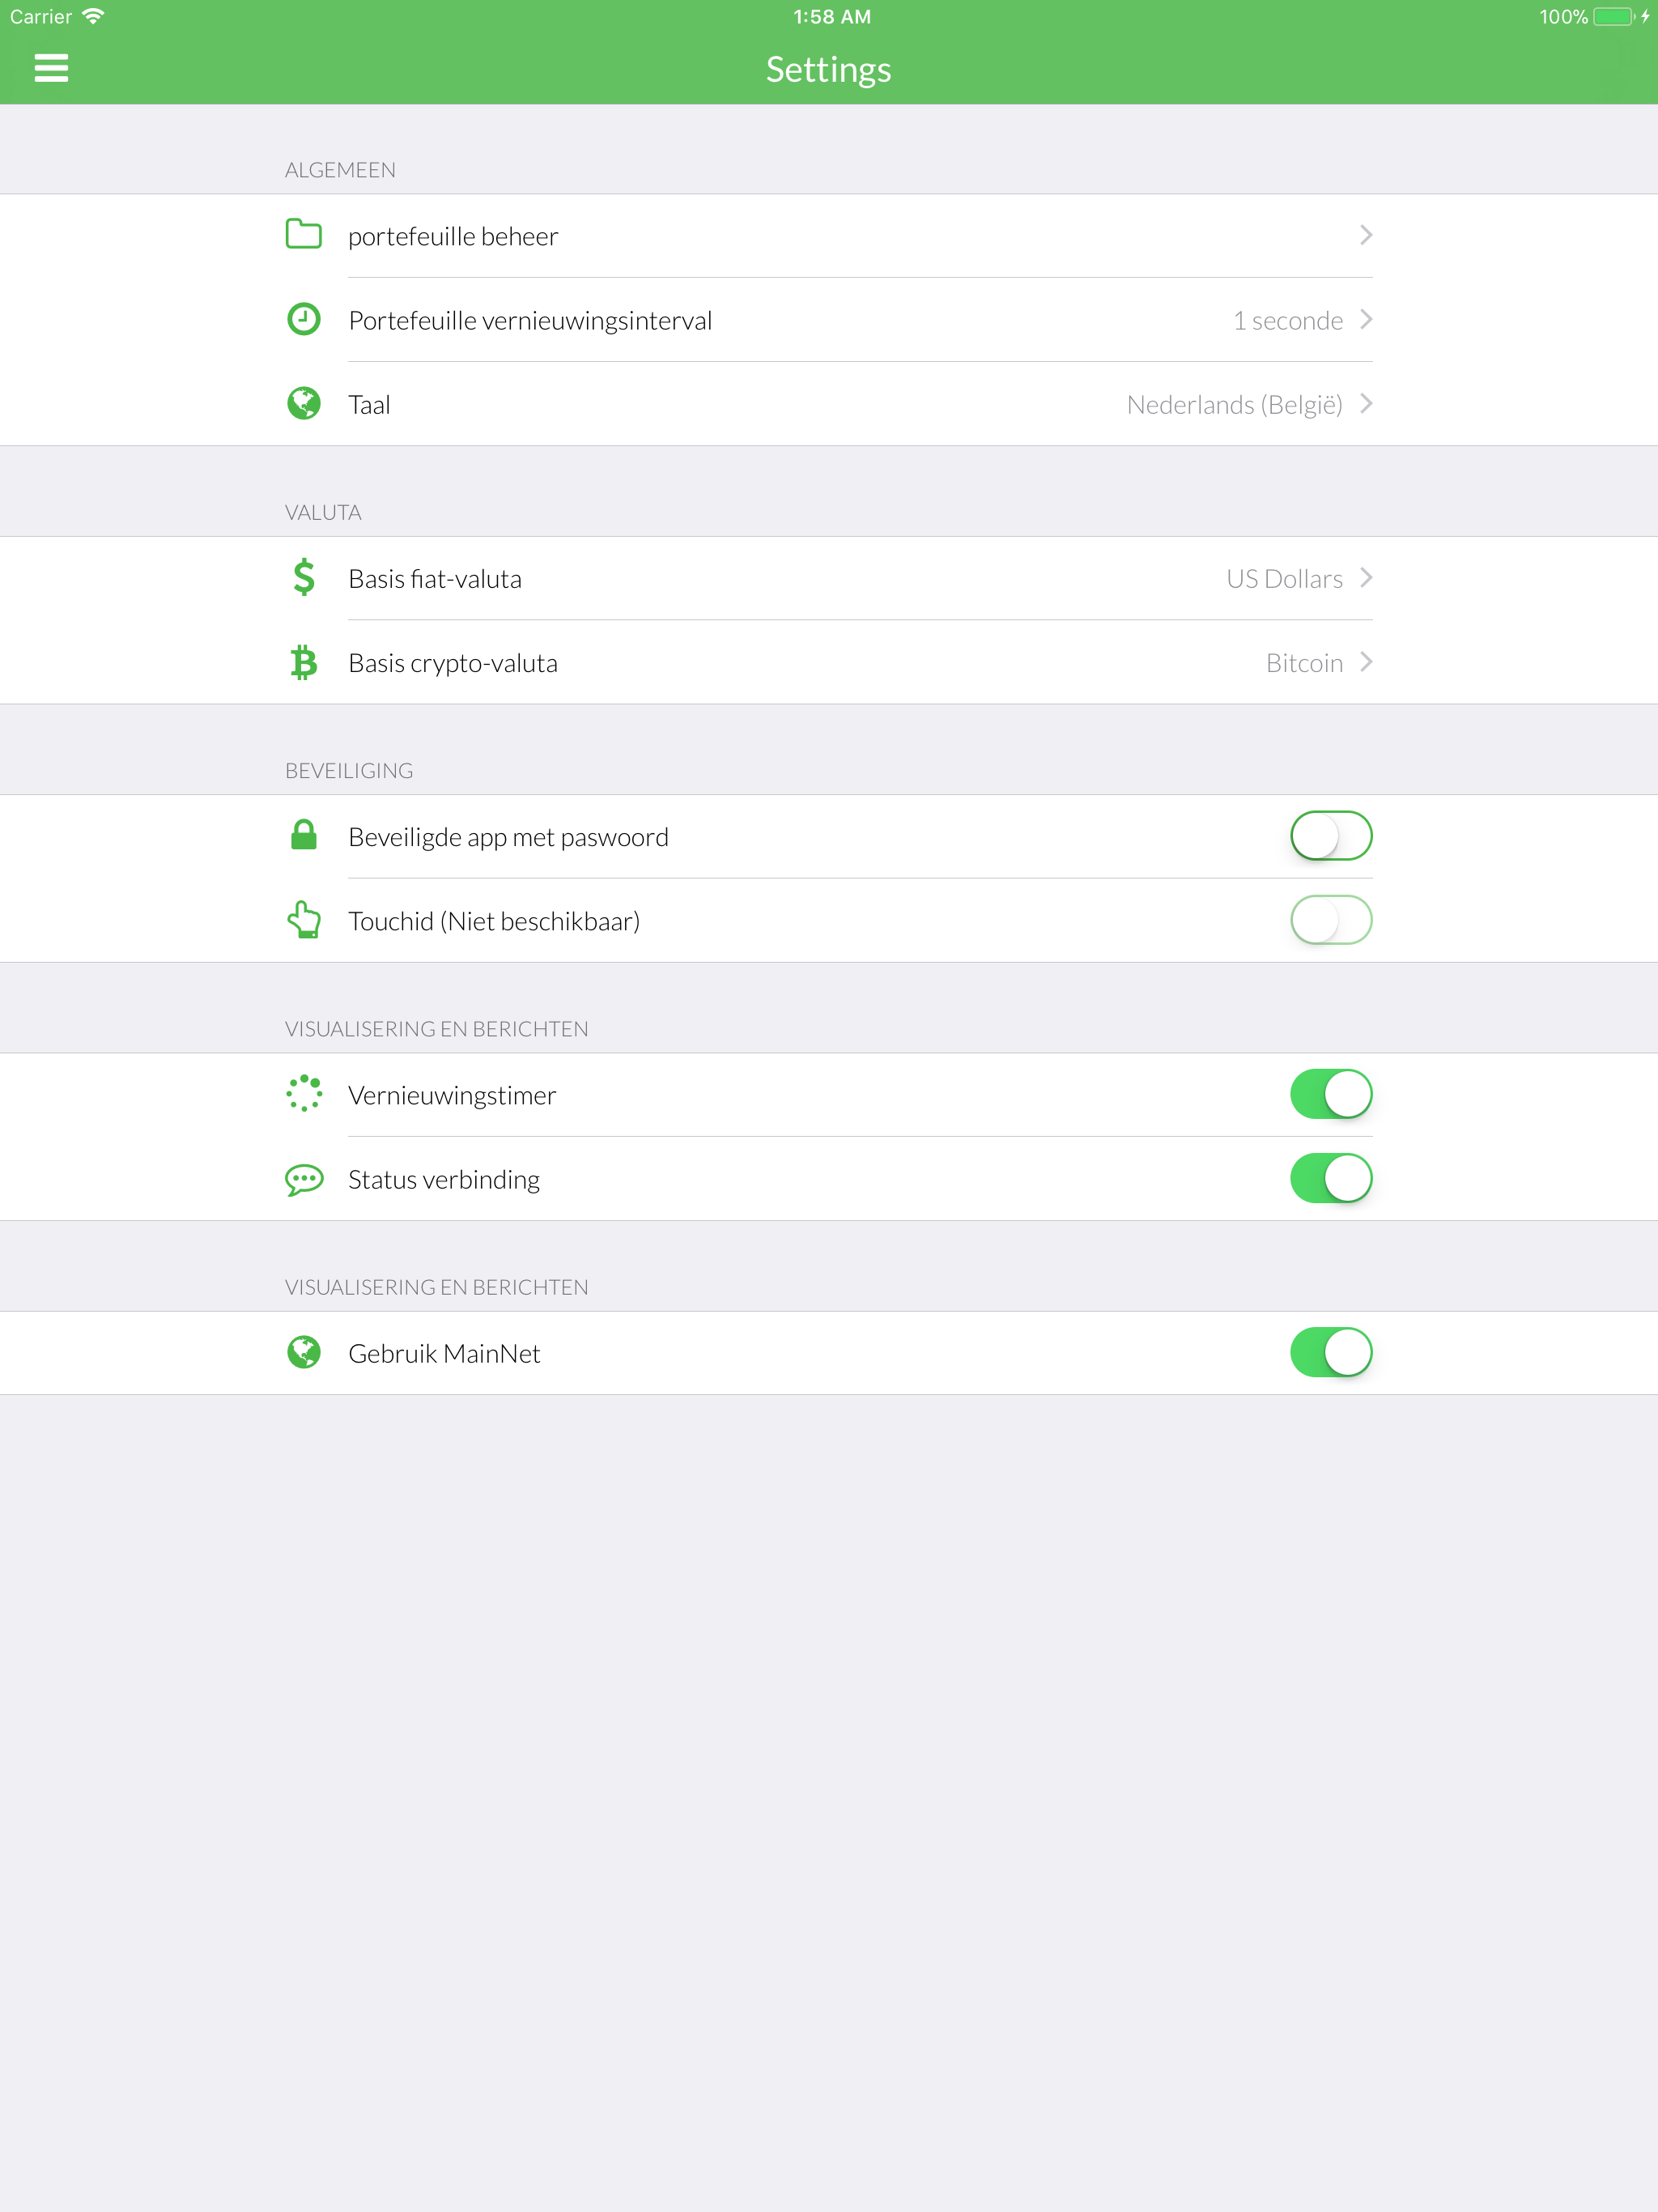 Carrier 1:58 AM 100%
Settings
ALGEMEEN
portefeuille beheer
Portefeuille vernieuwingsinterval 1 seconde
Taal Nederlands (België)
VALUTA
Basis fiat-valuta US Dollars
Basis crypto-valuta Bitcoin
BEVEILIGING
Beveiligde app met paswoord
Touchid (Niet beschikbaar)
VISUALISERING EN BERICHTEN
Vernieuwingstimer
Status verbinding
VISUALISERING EN BERICHTEN
Gebruik MainNet